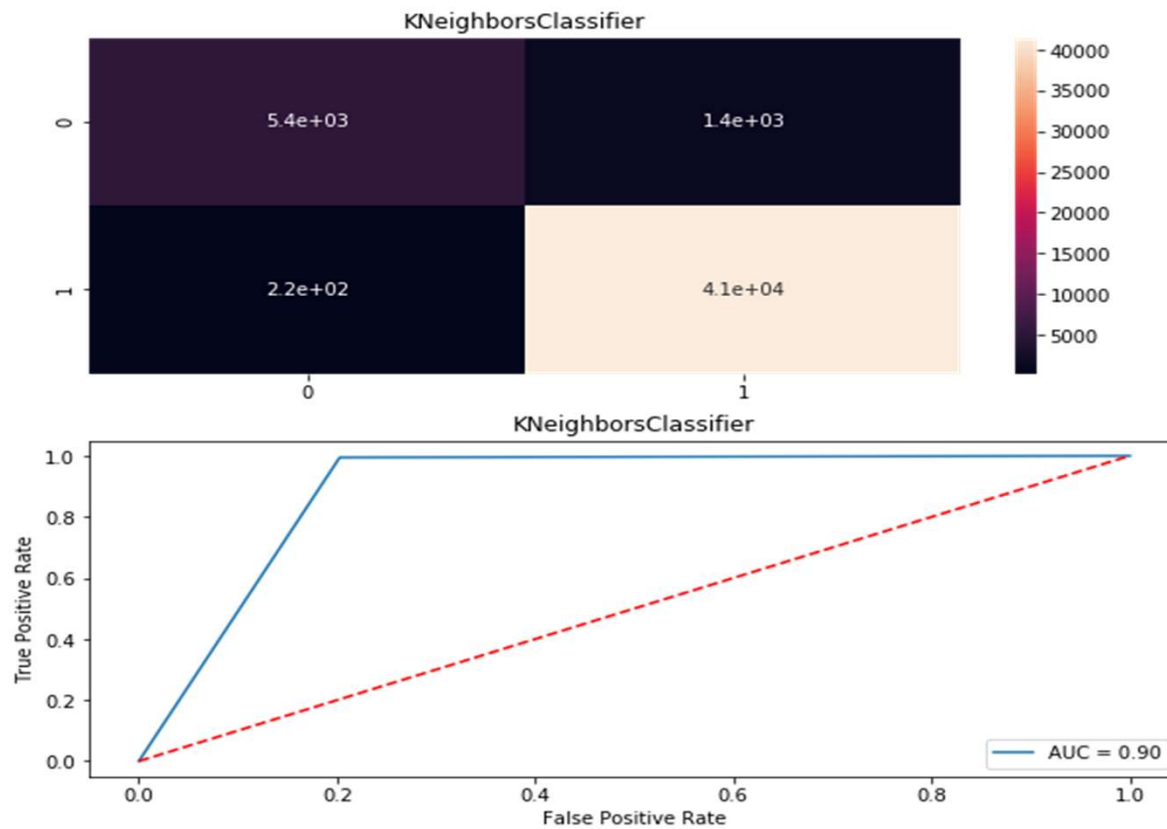 KNeighborsClassifier
40000
0
5.4e+03
1.4e+03
35000
30000
25000
20000
15000
1
2.2e+02
4.1e+04
10000
5000
0
1
KNeighborsClassifier
1.0
0.8
0.6
0.4
0.2
0.0
True Positive Rate
AUC = 0.90
0.0
0.2
0.4
0.6
0.8
1.0
False Positive Rate